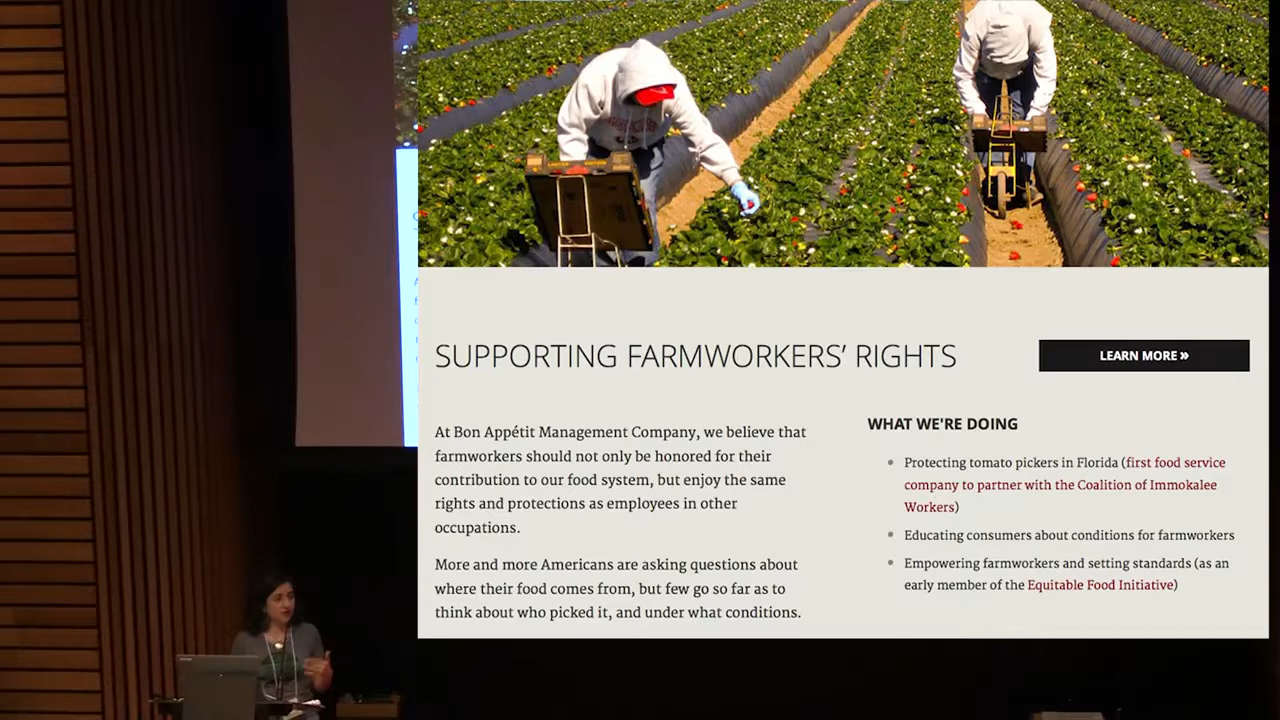 SUPPORTING FARMWORKERS’ RIGHTS
LEARN MORE »
At Bon Appétit Management Company, we believe that
farmworkers should not only be honored for their
contribution to our food system, but enjoy the same
rights and protections as employees in other
occupations.
More and more Americans are asking questions about
where their food comes from, but few go so far as to
think about who picked it, and under what conditions.
WHAT WE'RE DOING
• Protecting tomato pickers in Florida (first food service
company to partner with the Coalition of Immokalee
Workers)
• Educating consumers about conditions for farmworkers
• Empowering farmworkers and setting standards (as an
early member of the Equitable Food Initiative)